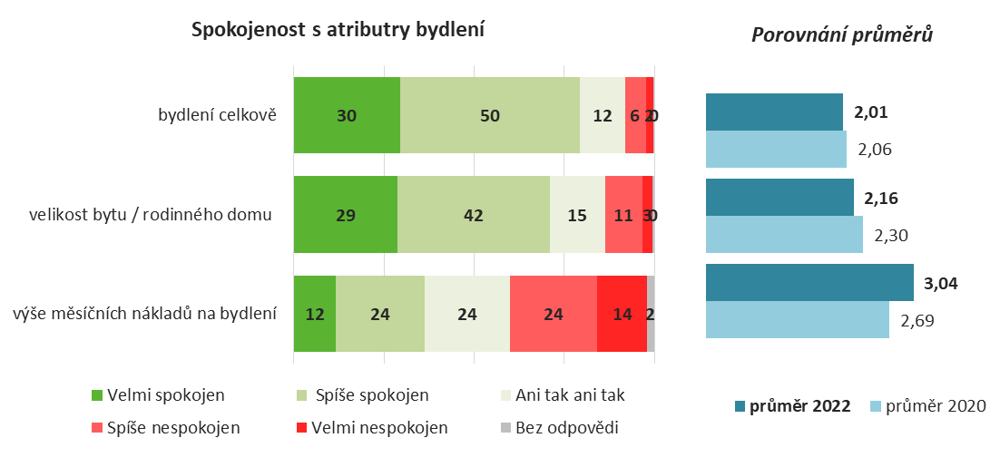 Spokojenost s atributry bydlení
Porovnání průměrů
bydlení celkově 30 50 12 6 2 0
2,01
2,06
velikost bytu / rodinného domu 29 42 15 11 3 0
2,16
2,30
výše měsíčních nákladů na bydlení 12 24 24 24 14 2
3,04
2,69
Velmi spokojen Spíše spokojen Ani tak ani tak
Spíše nespokojen Velmi nespokojen Bez odpovědi
průměr 2022 průměr 2020